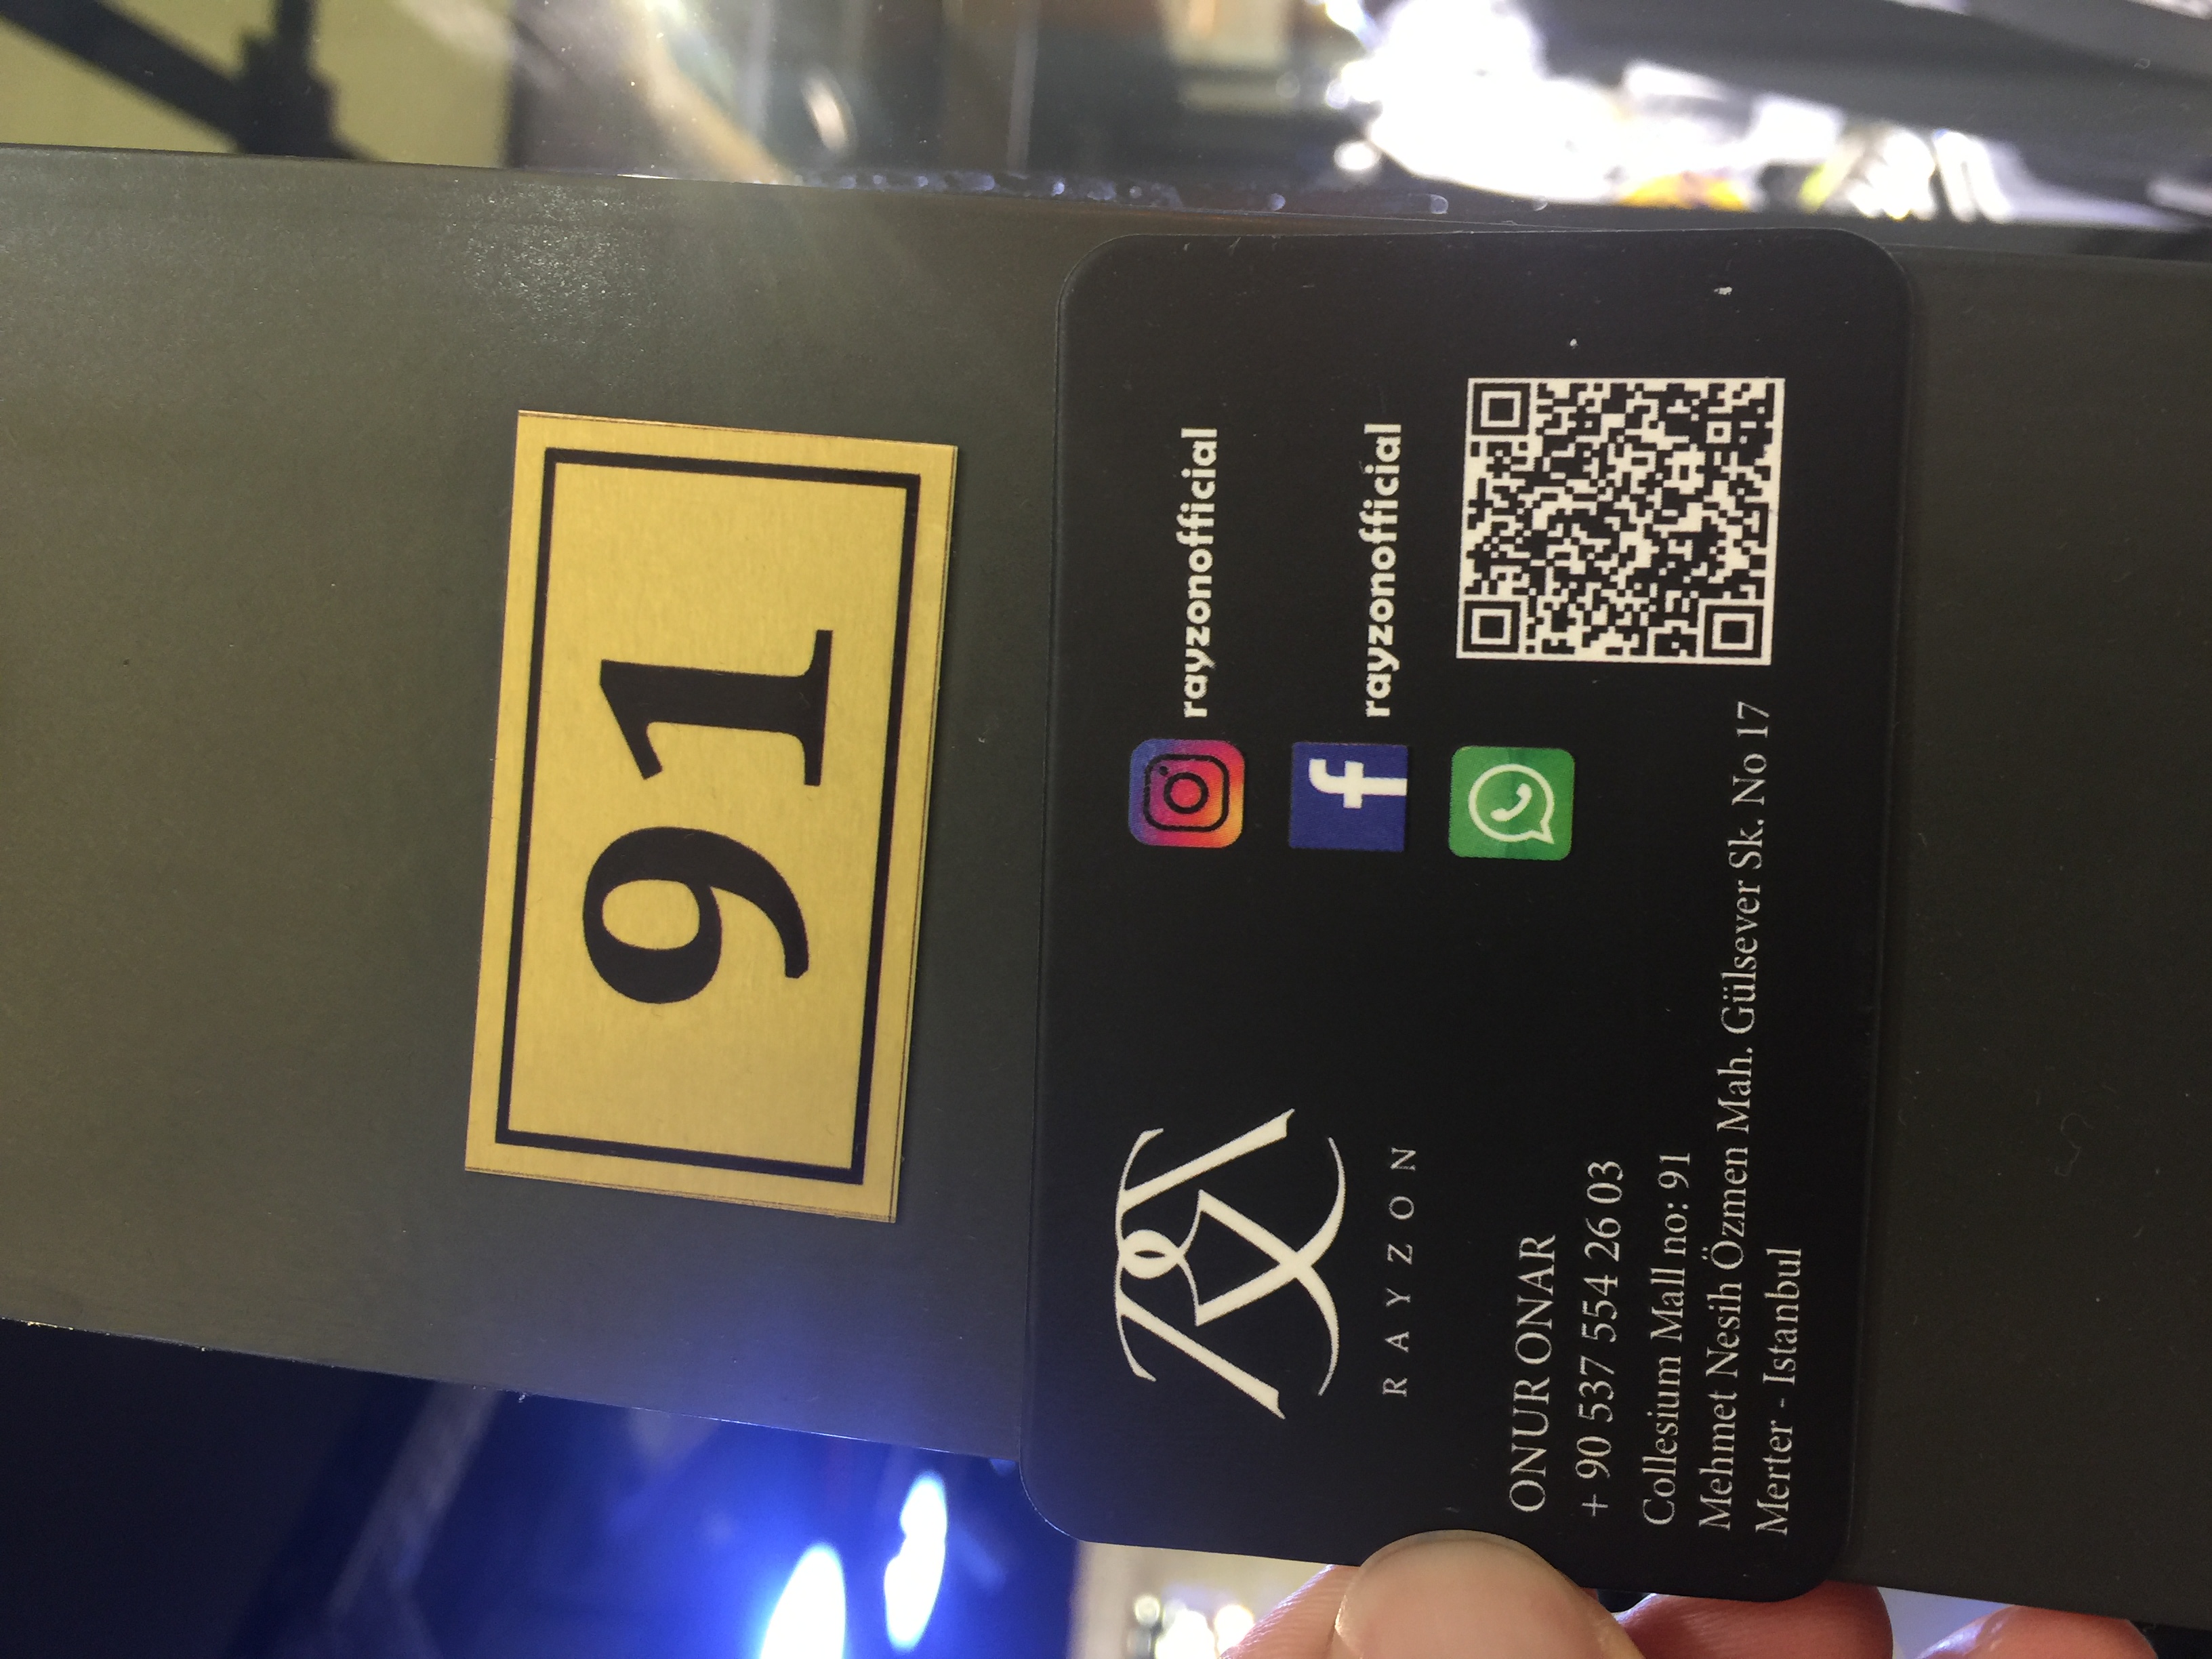 91
RAYZON
rayzonofficial
rayzonofficial
ONUR ONAR
+ 90 537 554 26 03
Collesium Mall no: 91
Mehmet Nesih Özmen Mah. Gülsever Sk. No 17
Merter - Istanbul